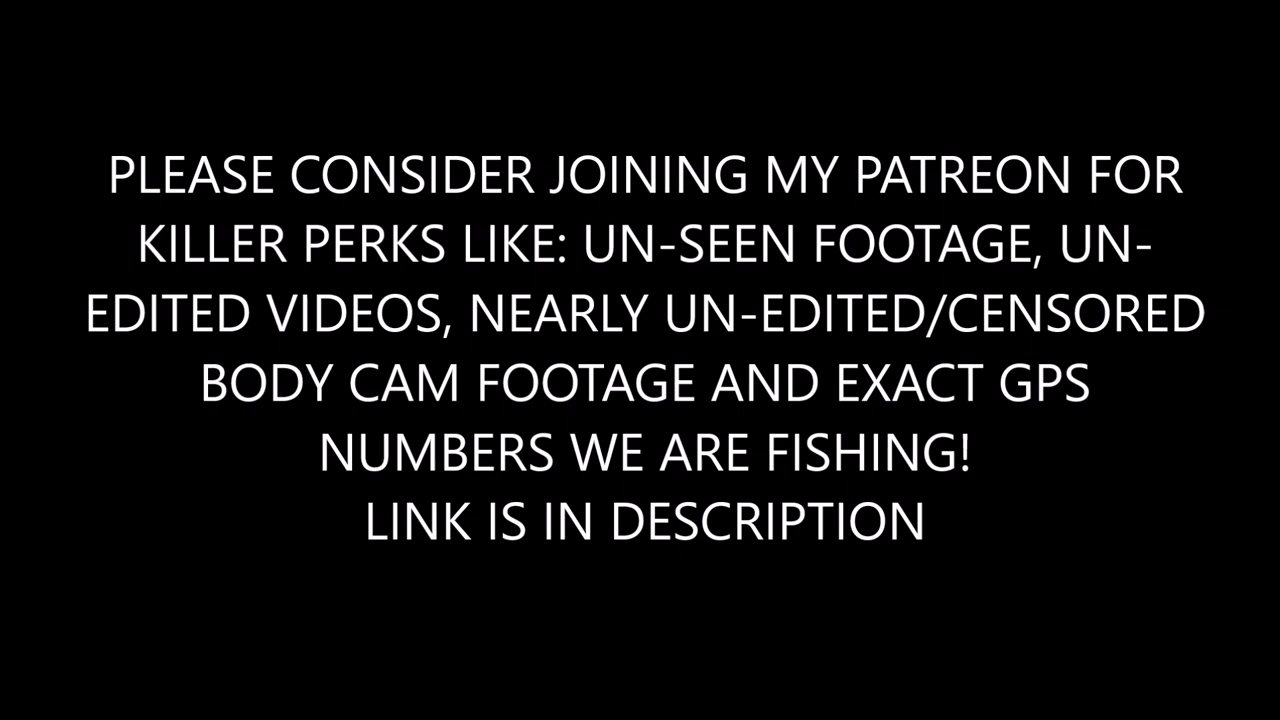 PLEASE CONSIDER JOINING MY PATREON FOR
KILLER PERKS LIKE: UN-SEEN FOOTAGE, UN-
EDITED VIDEOS, NEARLY UN-EDITED/CENSORED
BODY CAM FOOTAGE AND EXACT GPS
NUMBERS WE ARE FISHING!
LINK IS IN DESCRIPTION